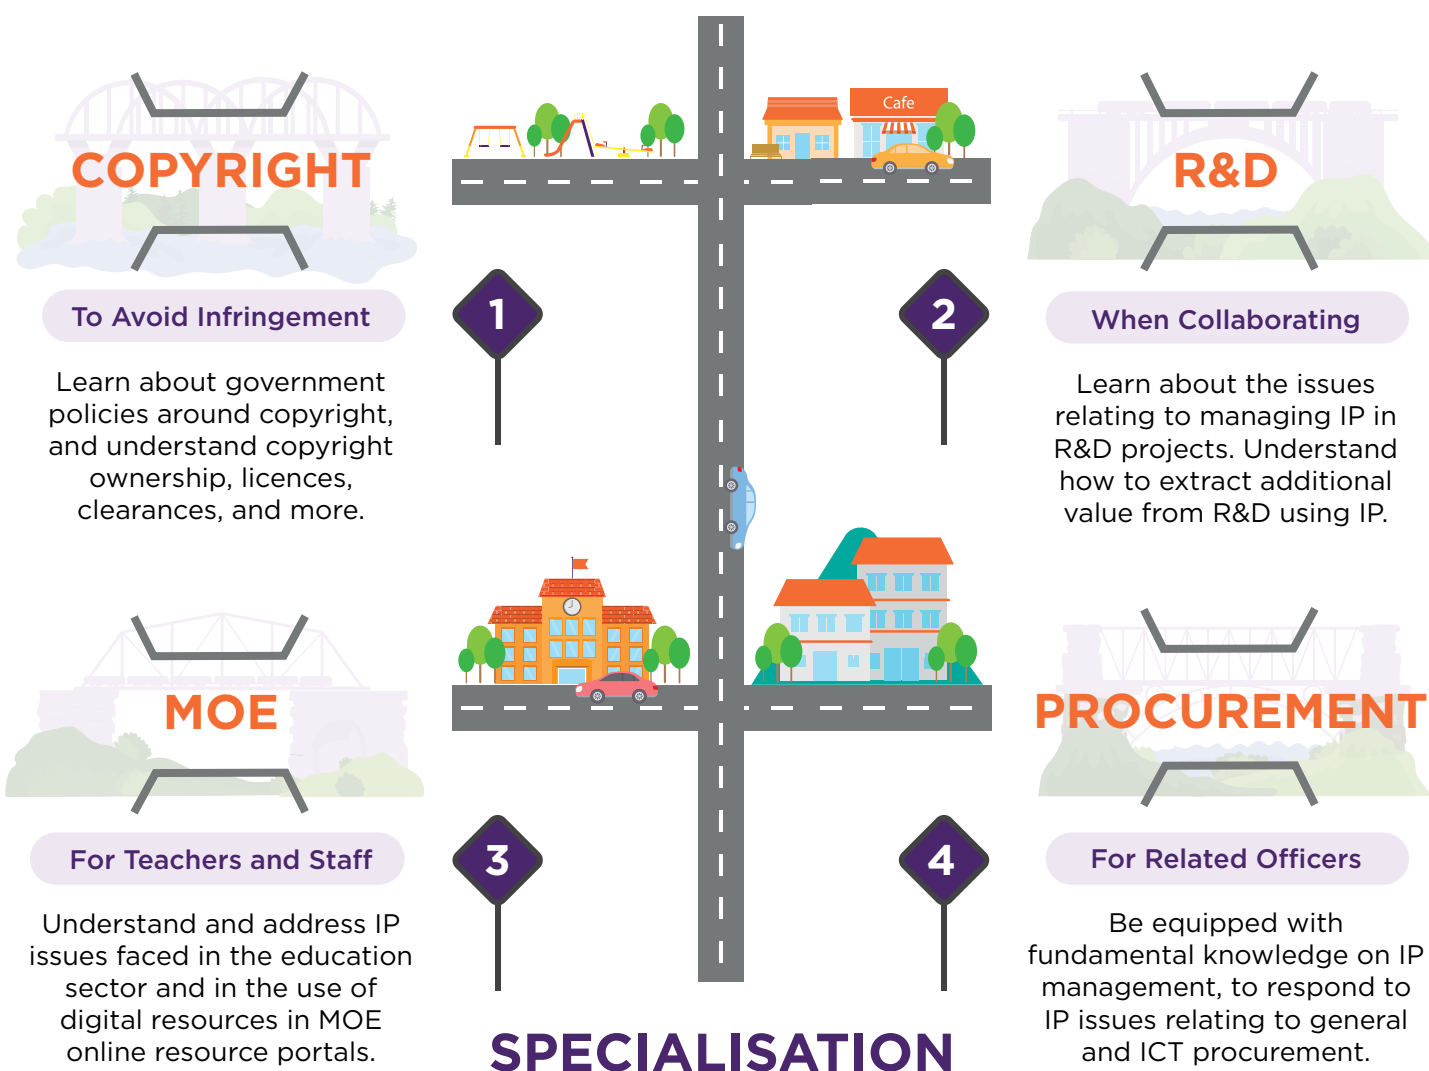 Cafe
COPYRIGHT
To Avoid Infringement
1
Learn about government
policies around copyright,
and understand copyright
ownership, licences,
clearances, and more.
R&D
When Collaborating
2
Learn about the issues
relating to managing IP in
R&D projects. Understand
how to extract additional
value from R&D using IP.
MOE
For Teachers and Staff
3
Understand and address IP
issues faced in the education
sector and in the use of
digital resources in MOE
online resource portals.
PROCUREMENT
For Related Officers
4
Be equipped with
fundamental knowledge on IP
management, to respond to
IP issues relating to general
and ICT procurement.
SPECIALISATION